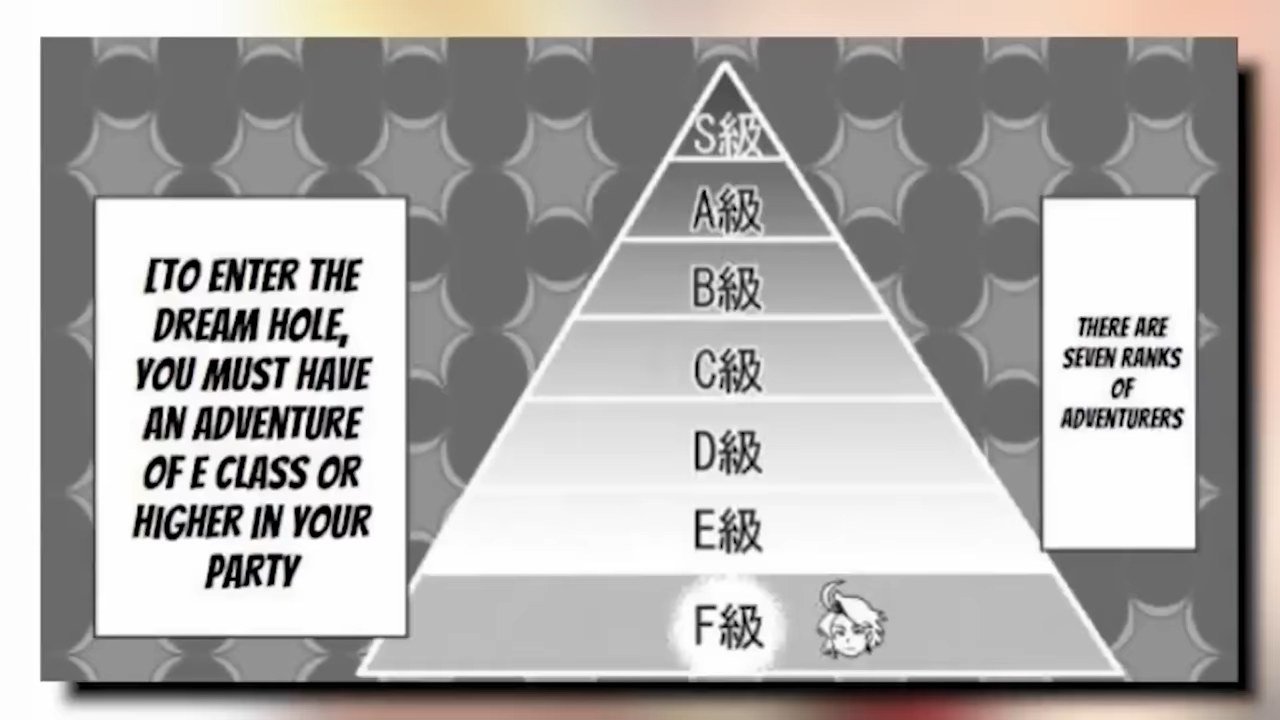 [TO ENTER THE
DREAM HOLE,
YOU MUST HAVE
AN ADVENTURE
OF E CLASS OR
HIGHER IN YOUR
PARTY
S級
A級
B級
C級
D級
E級
F級
THERE ARE
SEVEN RANKS
OF
ADVENTURERS